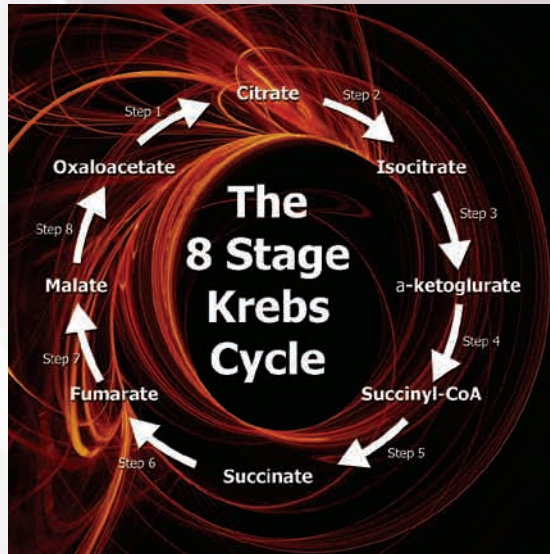 Citrate
Step 1
Step 2
Oxaloacetate
Isocitrate
The
8 Stage
Krebs
Cycle
Step 3
Step 8
Malate
a-ketoglurate
Step 4
Step 7
Fumarate
Succinyl-CoA
Step 5
Step 6
Succinate